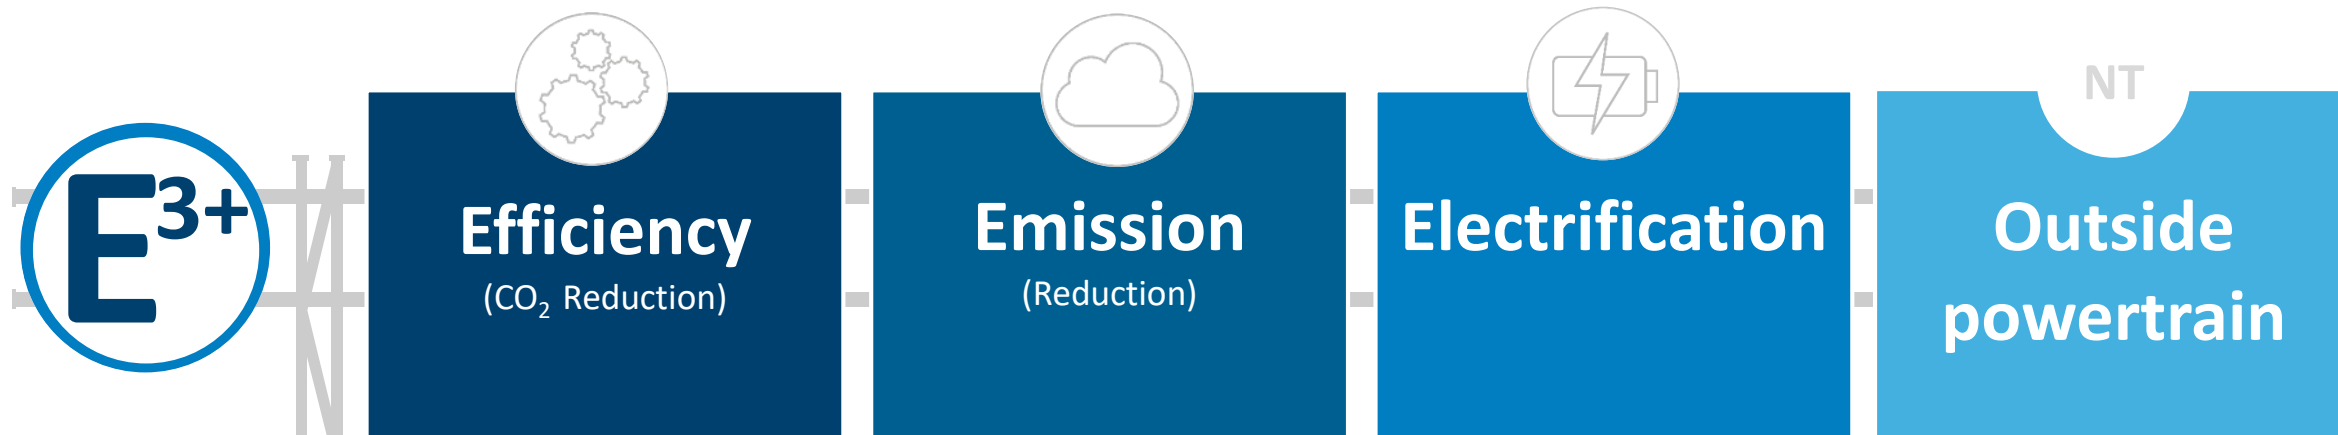 E3+
Efficiency
(CO2 Reduction)
Emission
(Reduction)
Electrification
NT
Outside
powertrain